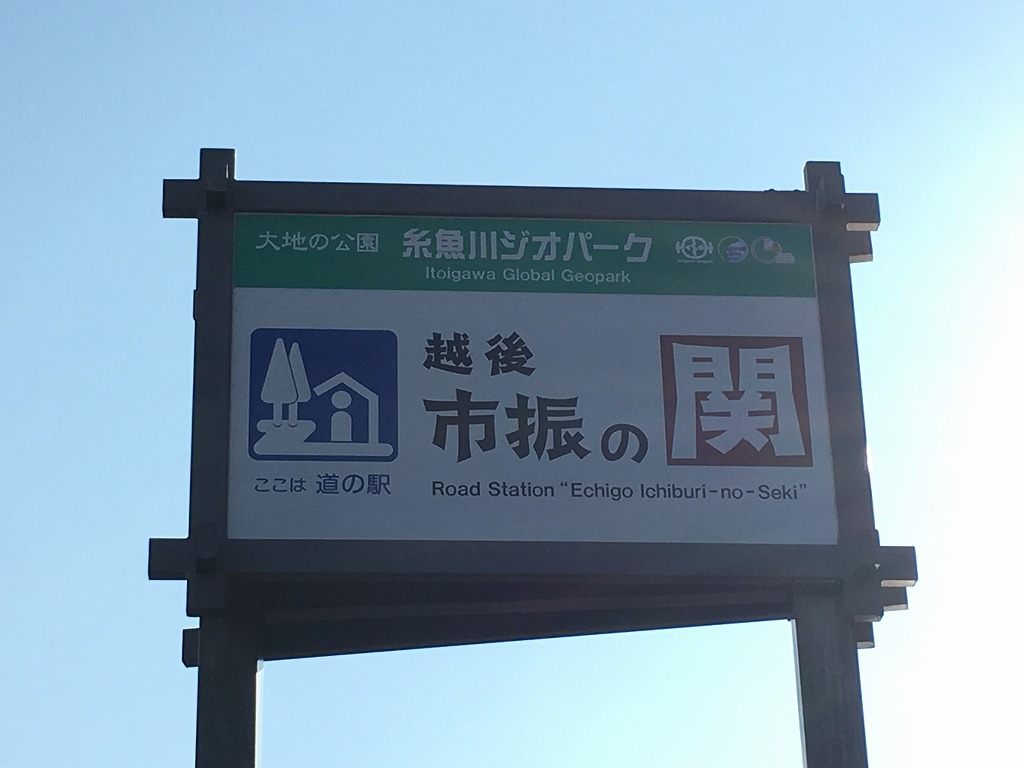 大地の公園 糸魚川ジオパーク
Itoigawa Global Geopark
越後
市振の関
ここは 道の駅
Road Station “Echigo Ichiburi-no-Seki”